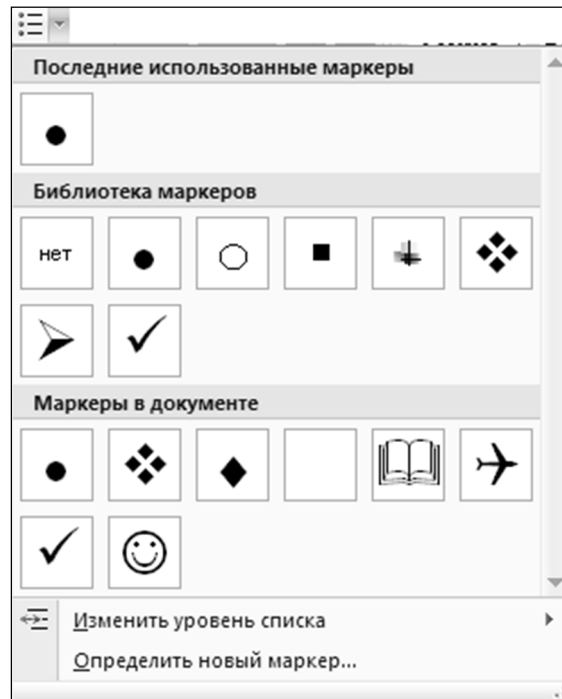 Последние использованные маркеры
Библиотека маркеров
нет
Маркеры в документе
Изменить уровень списка
Определить новый маркер...